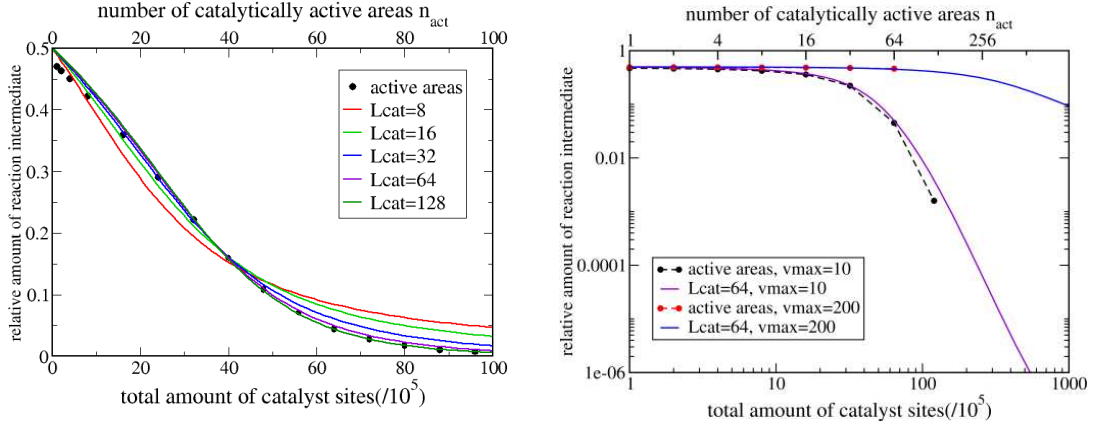 number of catalytically active areas n_act
0 20 40 60 80 100
0.5
0.4
0.3
0.2
0.1
0
relative amount of reaction intermediate
active areas
Lcat=8
Lcat=16
Lcat=32
Lcat=64
Lcat=128
0 20 40 60 80 100
total amount of catalyst sites(/10^5)
number of catalytically active areas n_act
1 4 16 64 256
1
0.01
0.0001
1e-06
relative amount of reaction intermediate
active areas, vmax=10
Lcat=64, vmax=10
active areas, vmax=200
Lcat=64, vmax=200
1 10 100 1000
total amount of catalyst sites(/10^5)